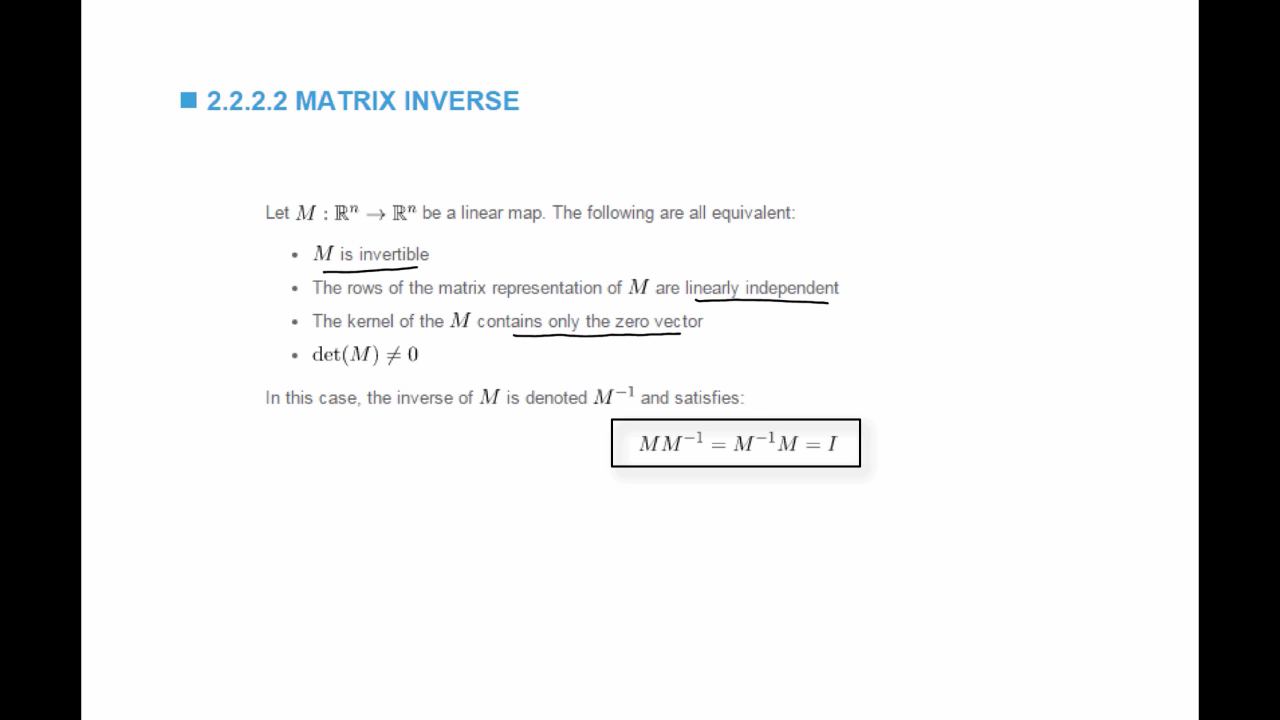 2.2.2.2 MATRIX INVERSE
Let M : ℝⁿ → ℝⁿ be a linear map. The following are all equivalent:
• M is invertible
• The rows of the matrix representation of M are linearly independent
• The kernel of the M contains only the zero vector
• det(M) ≠ 0
In this case, the inverse of M is denoted M⁻¹ and satisfies:
MM⁻¹ = M⁻¹M = I